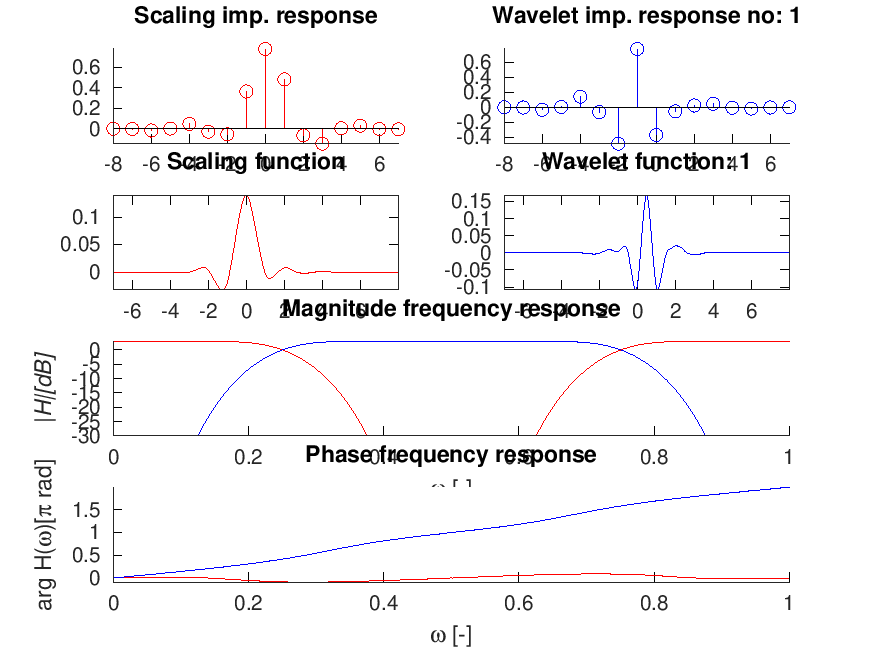 Scaling imp. response
Wavelet imp. response no: 1
0.6
0.4
0.2
0
-8 -6 -4 -2 0 2 4 6
0.6
0.4
0.2
0
-0.2
-0.4
-8 -6 -4 -2 0 2 4 6
Scaling function
Wavelet function: 1
0.1
0.05
0
-6 -4 -2 0 2 4 6
0.15
0.1
0.05
0
-0.05
-0.1
-6 -4 -2 0 2 4 6
Magnitude frequency response
|H|[dB]
0
-5
-10
-15
-20
-25
-30
0 0.2 0.4 0.6 0.8 1
ω [-]
Phase frequency response
arg H(ω)[π rad]
1.5
1
0.5
0
0 0.2 0.4 0.6 0.8 1
ω [-]